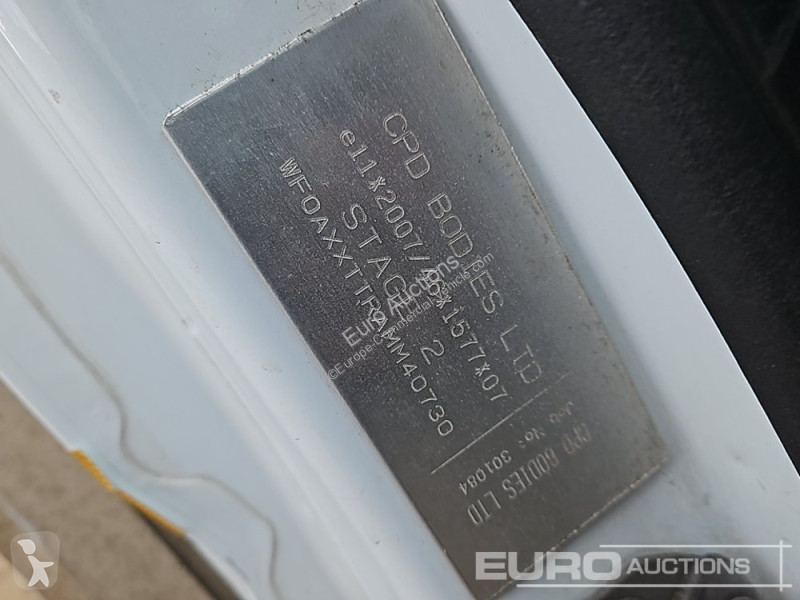 CPD BODIES LTD
e11*2007/46*1577*07
STAGE 2
WF0AXXTTRAMM40730
CPD BODIES LTD
Job No: 301084
Euro Auctions
©Europe-Commercial-Vehicle.com
EURO AUCTIONS